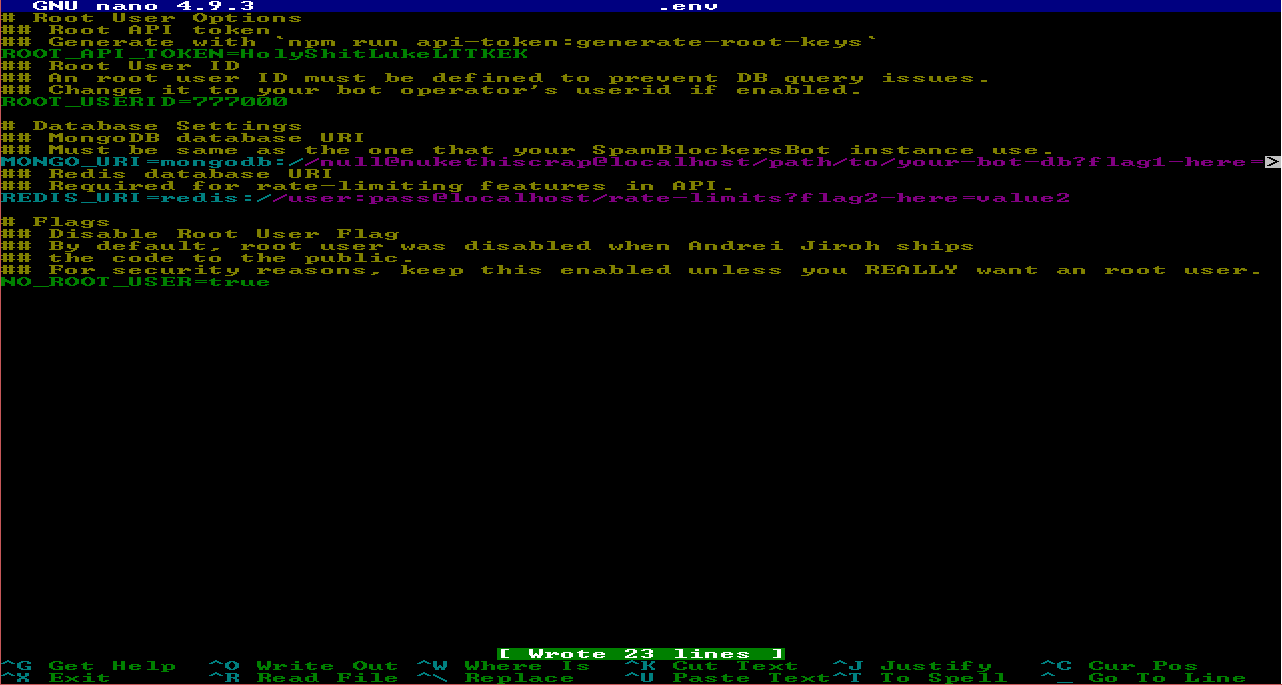 GNU nano 4.9.3 .env
# Root User Options
## Root API token
## Generate with `npm run api-token:generate-root-keys`
ROOT_API_TOKEN=HolyShitLukeLTTKEK
## Root User ID
## An root user ID must be defined to prevent DB query issues.
## Change it to your bot operator's userid if enabled.
ROOT_USERID=777000
# Database Settings
## MongoDB database URI
## Must be same as the one that your SpamBlockersBot instance use.
MONGO_URI=mongodb://null@nukethiscrap@localhost/path/to/your-bot-db?flag1-here=>
## Redis database URI
## Required for rate-limiting features in API.
REDIS_URI=redis://user:pass@localhost/rate-limits?flag2-here=value2
# Flags
## Disable Root User Flag
## By default, root user was disabled when Andrei Jiroh ships
## the code to the public.
## For security reasons, keep this enabled unless you REALLY want an root user.
NO_ROOT_USER=true
[ Wrote 23 lines ]
^G Get Help ^O Write Out ^W Where Is ^K Cut Text ^J Justify ^C Cur Pos
^X Exit ^R Read File ^\ Replace ^U Paste Text ^T To Spell ^_ Go To Line